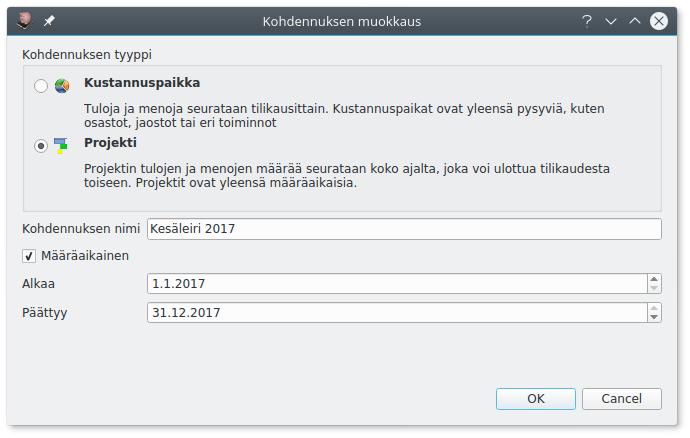 Kohdennuksen muokkaus
Kohdennuksen tyyppi
Kustannuspaikka
Tuloja ja menoja seurataan tilikausittain. Kustannuspaikat ovat yleensä pysyviä, kuten
osastot, jaostot tai eri toiminnot
Projekti
Projektin tulojen ja menojen määrää seurataan koko ajalta, joka voi ulottua tilikaudesta
toiseen. Projektit ovat yleensä määräaikaisia.
Kohdennuksen nimi Kesäleiri 2017
Määräaikainen
Alkaa 1.1.2017
Päättyy 31.12.2017
OK Cancel